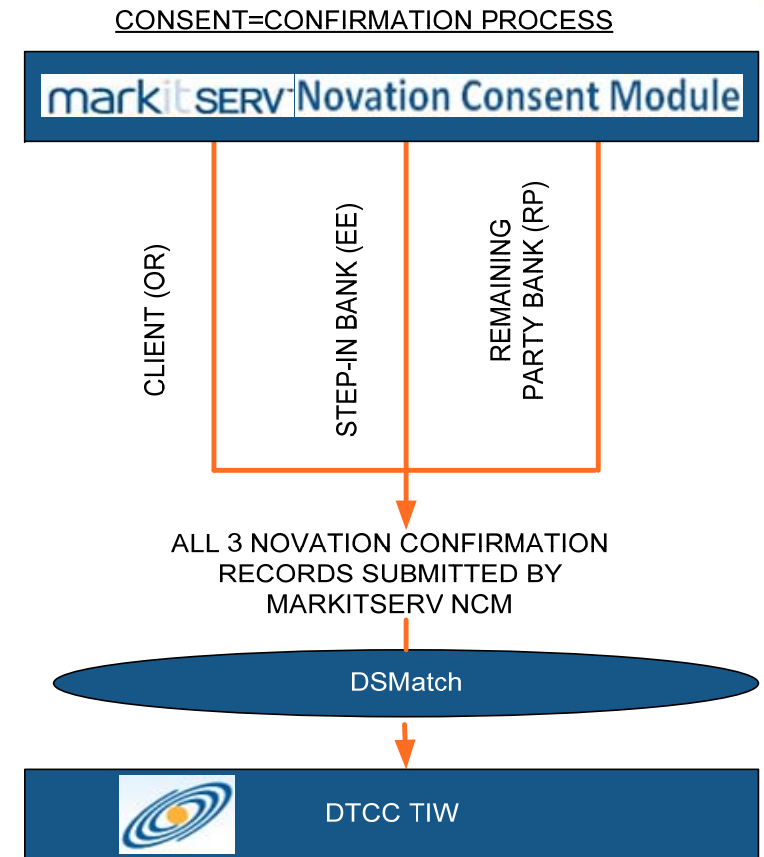 CONSENT=CONFIRMATION PROCESS
markitSERV™ Novation Consent Module
CLIENT (OR)
STEP-IN BANK (EE)
REMAINING
PARTY BANK (RP)
ALL 3 NOVATION CONFIRMATION
RECORDS SUBMITTED BY
MARKITSERV NCM
DSMatch
DTCC TIW